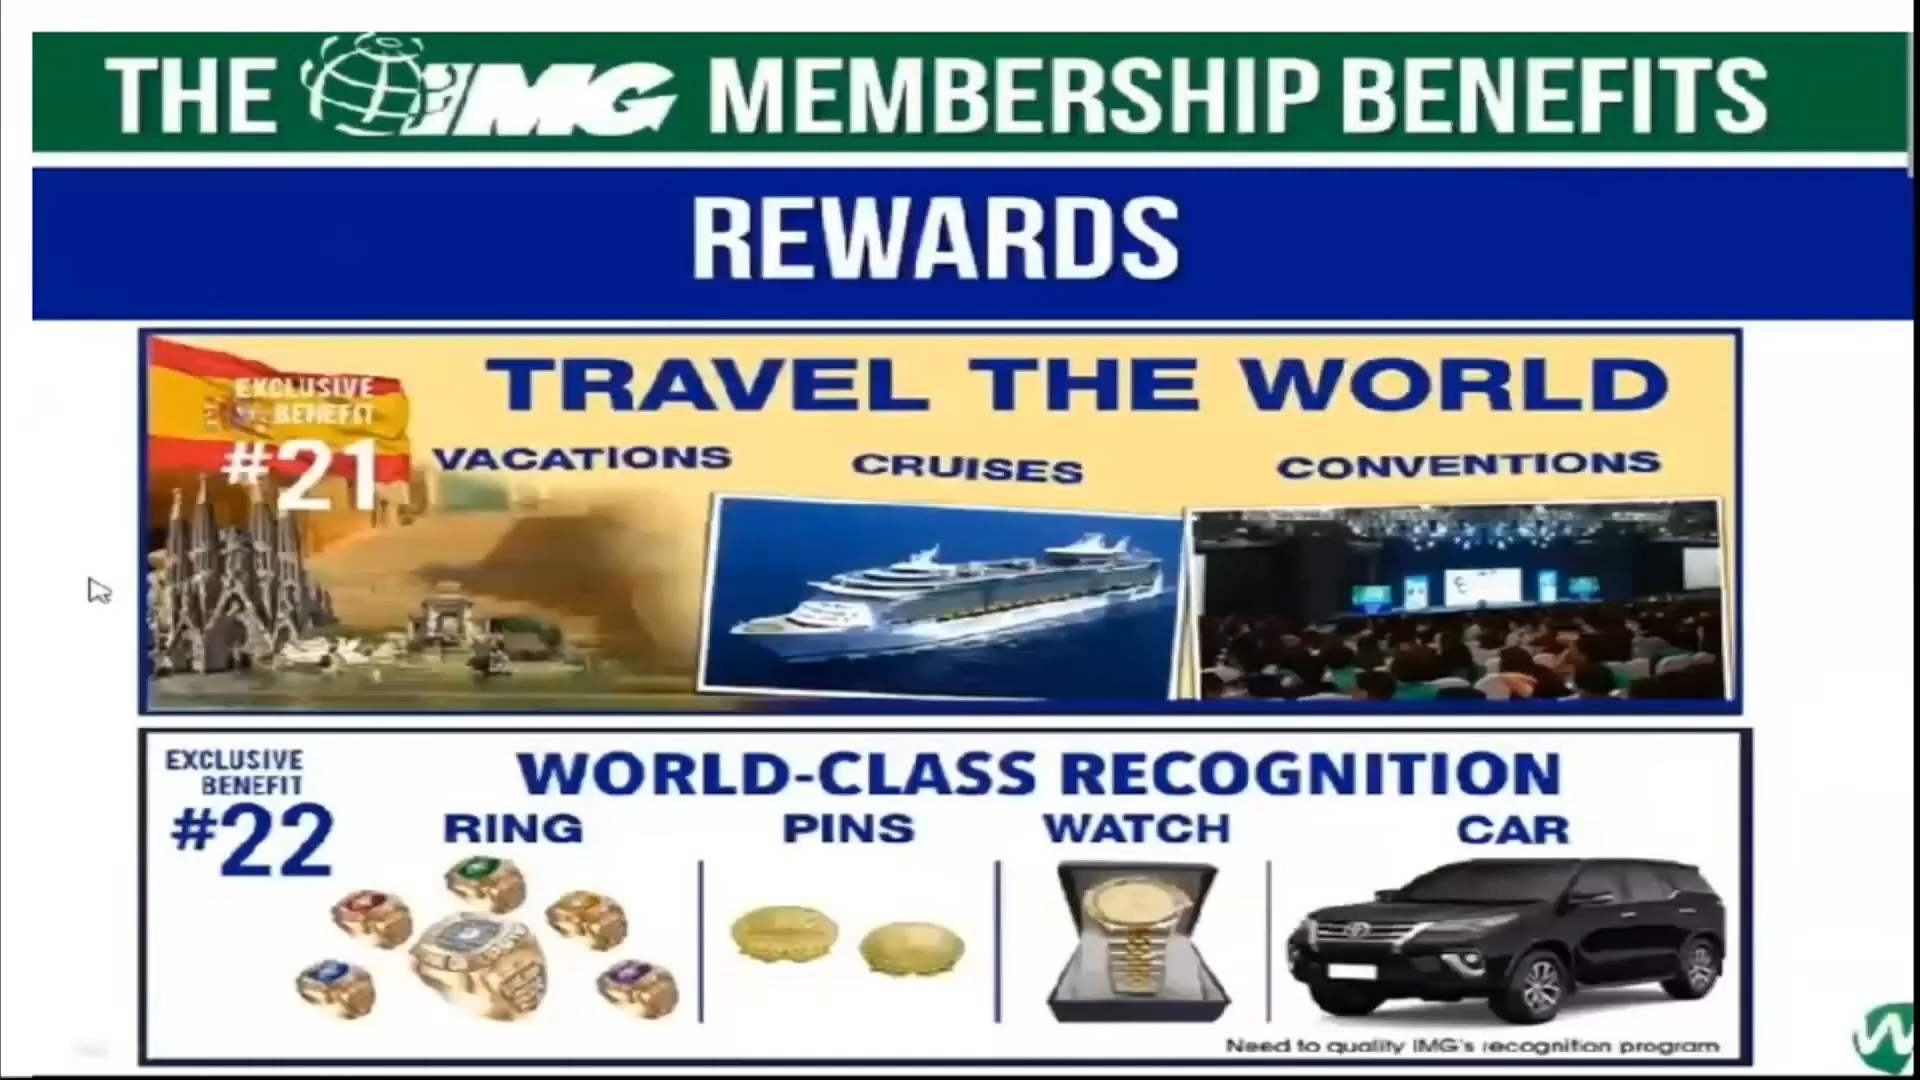 THE IMG MEMBERSHIP BENEFITS
REWARDS
EXCLUSIVE
BENEFIT
#21
TRAVEL THE WORLD
VACATIONS
CRUISES
CONVENTIONS
EXCLUSIVE
BENEFIT
#22
WORLD-CLASS RECOGNITION
RING
PINS
WATCH
CAR
Need to quality IMG's recognition program